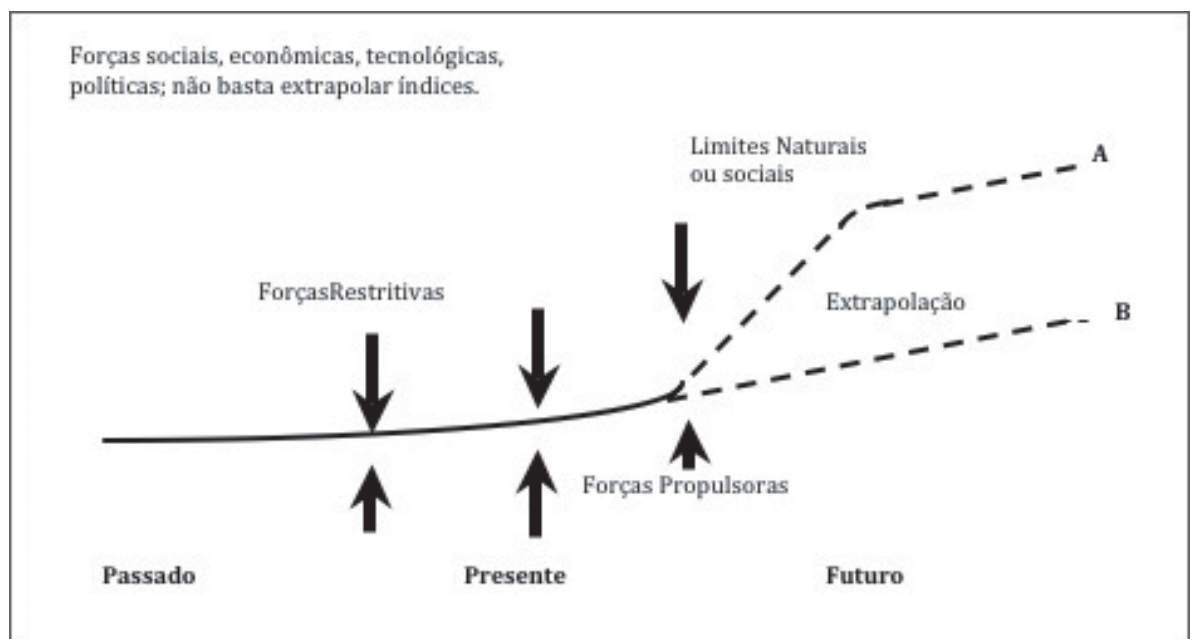 Forças sociais, econômicas, tecnológicas,
políticas; não basta extrapolar índices.
Limites Naturais
ou sociais
A
ForçasRestritivas
Extrapolação
B
Forças Propulsoras
Passado
Presente
Futuro